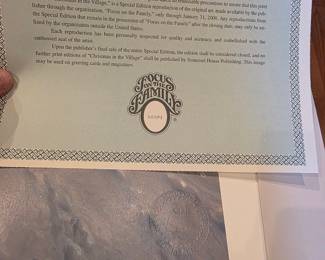 "Christmas in the Village," is a Special Edition reproduction of the original art made available by the pub-
lisher through the organization, "Focus on the Family," only through January 31, 2000. Any reproductions from
the Special Edition that remain in the possession of "Focus on the Family" after the closing date, may only be
by the organization outside the United States.
Each reproduction has been personally inspected for quality and accuracy, and embellished with the
embossed seal of the artist.
Upon the publisher's final sale of the entire Special Edition, the edition shall be considered closed, and no
further print editions of "Christmas in the Village" shall be published by Somerset House Publishing. This image
may be used on greeting cards and magazines.
FOCUS
ON THE
FAMILY